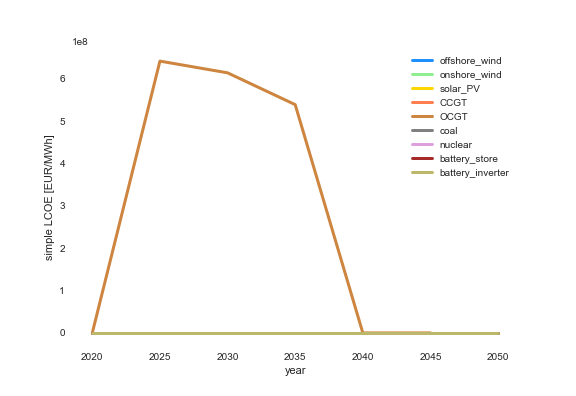 1e8
6
5
4
3
2
1
0
simple LCOE [EUR/MWh]
offshore_wind
onshore_wind
solar_PV
CCGT
OCGT
coal
nuclear
battery_store
battery_inverter
2020 2025 2030 2035 2040 2045 2050
year